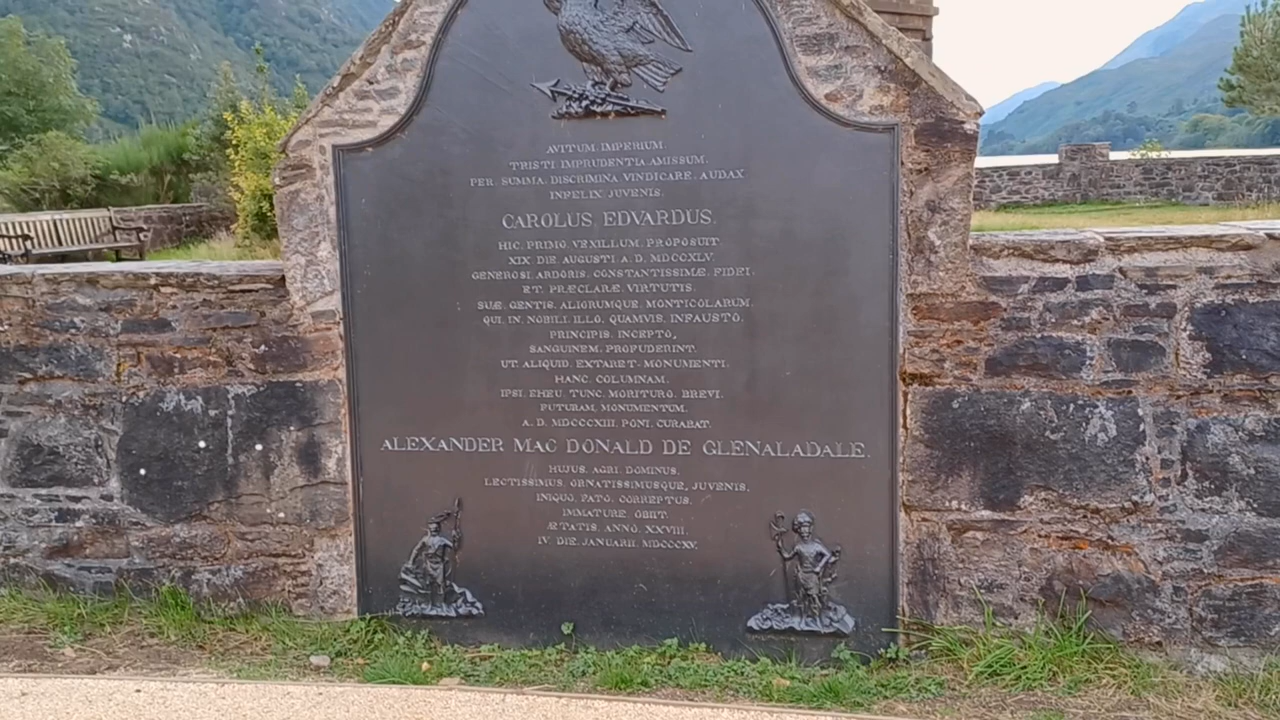 AVITUM. IMPERIUM.
TRISTI. IMPRUDENTIA. AMISSUM.
PER. SUMMA. DISCRIMINA. VINDICARE. AUDAX
INFELIX. JUVENIS.
CAROLUS EDVARDUS.
HIC. PRIMO. VEXILLUM. PROPOSUIT.
XIX. DIE. AUGUSTI. A. D. MDCCXLV.
GENEROSI. ARDORIS. CONSTANTISSIMÆ. FIDEI.
ET. PRÆCLARÆ. VIRTUTIS.
SUÆ. GENTIS. ALIORUMQUE. MONTICOLARUM.
QUI. IN. NOBILI. ILLO. QUAMVIS. INFAUSTO.
PRINCIPIS. INCEPTO,
SANGUINEM. PROFUDERINT.
UT. ALIQUID. EXTARET. MONUMENTI.
HANC. COLUMNAM.
IPSI. EHEU. TUNC. MORITURO. BREVI.
FUTURAM. MONUMENTUM.
A. D. MDCCCXIII. PONI. CURABAT.
ALEXANDER MAC DONALD DE GLENALADALE.
HUJUS. AGRI. DOMINUS.
LECTISSIMUS. ORNATISSIMUSQUE, JUVENIS,
INIQUO. FATO. CORREPTUS.
IMMATURE. OBIIT.
ÆTATIS. ANNO. XXVIII.
IV. DIE. JANUARII. MDCCCXV.